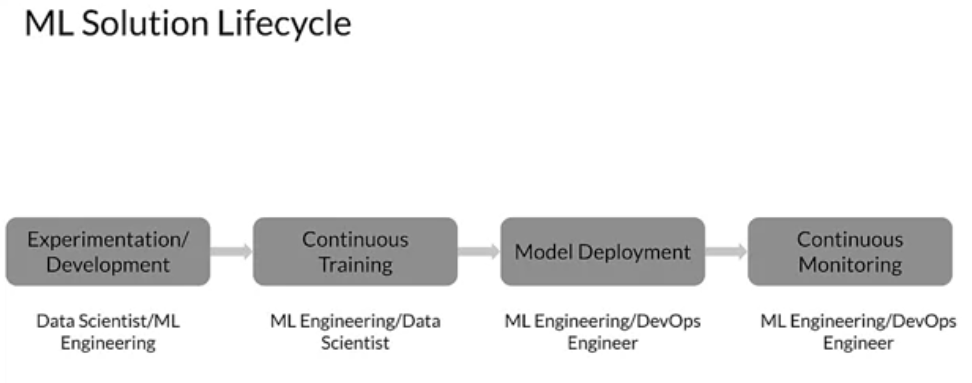 ML Solution Lifecycle
Experimentation/
Development
Continuous
Training
Model Deployment
Continuous
Monitoring
Data Scientist/ML
Engineering
ML Engineering/Data
Scientist
ML Engineering/DevOps
Engineer
ML Engineering/DevOps
Engineer